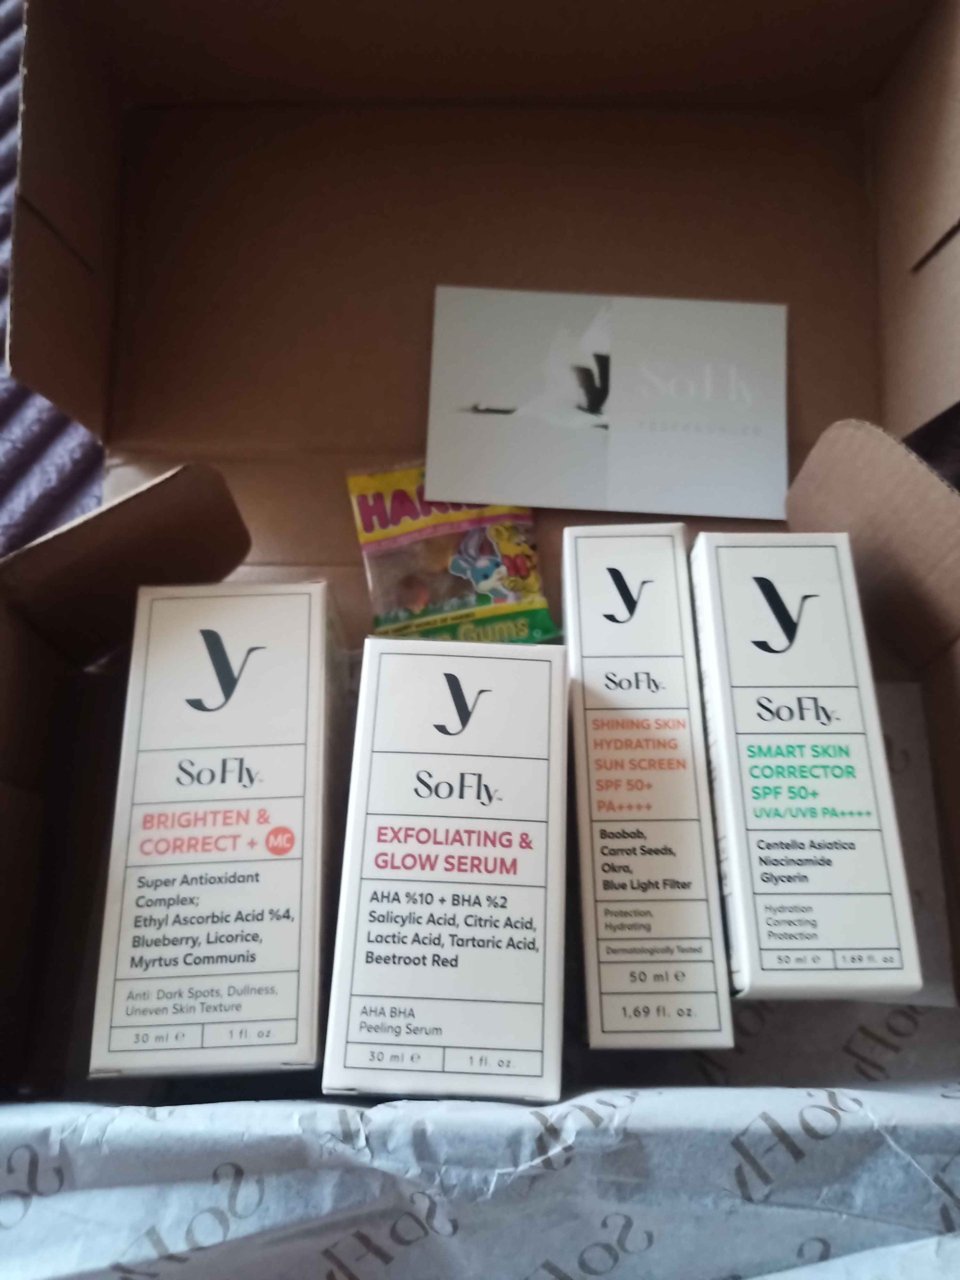 SoFly
HARIBO
Gums
y
SoFly
BRIGHTEN &
CORRECT + MC
Super Antioxidant
Complex;
Ethyl Ascorbic Acid %4,
Blueberry, Licorice,
Myrtus Communis
Anti Dark Spots, Dullness,
Uneven Skin Texture
30 ml ℮
1 fl. oz.
y
SoFly
EXFOLIATING &
GLOW SERUM
AHA %10 + BHA %2
Salicylic Acid, Citric Acid,
Lactic Acid, Tartaric Acid,
Beetroot Red
AHA BHA
Peeling Serum
30 ml ℮
1 fl. oz.
y
SoFly
SHINING SKIN
HYDRATING
SUN SCREEN
SPF 50+
PA++++
Baobab,
Carrot Seeds,
Okra,
Blue Light Filter
Protection,
Hydrating
Dermatologically Tested
50 ml ℮
1,69 fl. oz.
y
SoFly
SMART SKIN
CORRECTOR
SPF 50+
UVA/UVB PA++++
Centella Asiatica
Niacinamide
Glycerin
Hydration
Correcting
Protection
50 ml ℮
1.69 fl. oz.
SoFly
SoFly
SoFly
SoFly